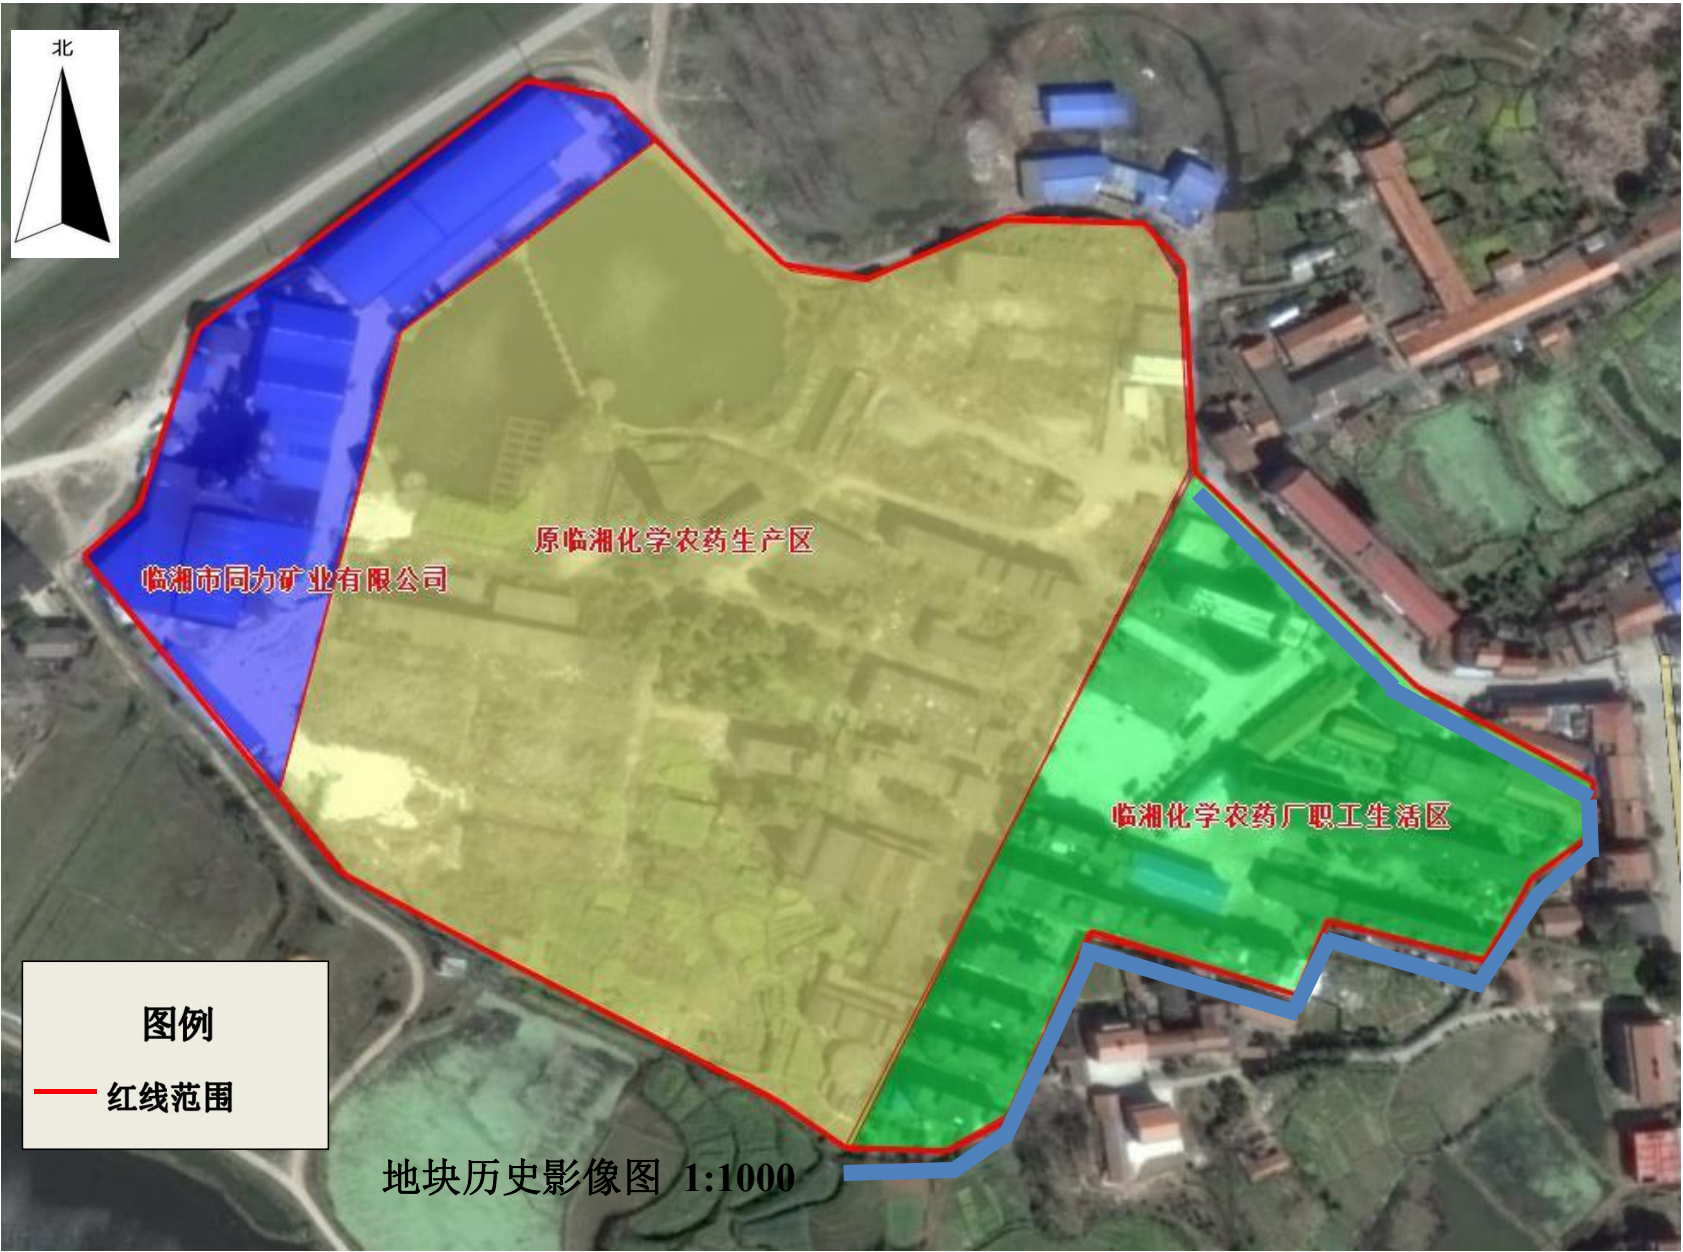 北
原临湘化学农药生产区
临湘市同力矿业有限公司
临湘化学农药厂职工生活区
图例
红线范围
地块历史影像图 1:1000